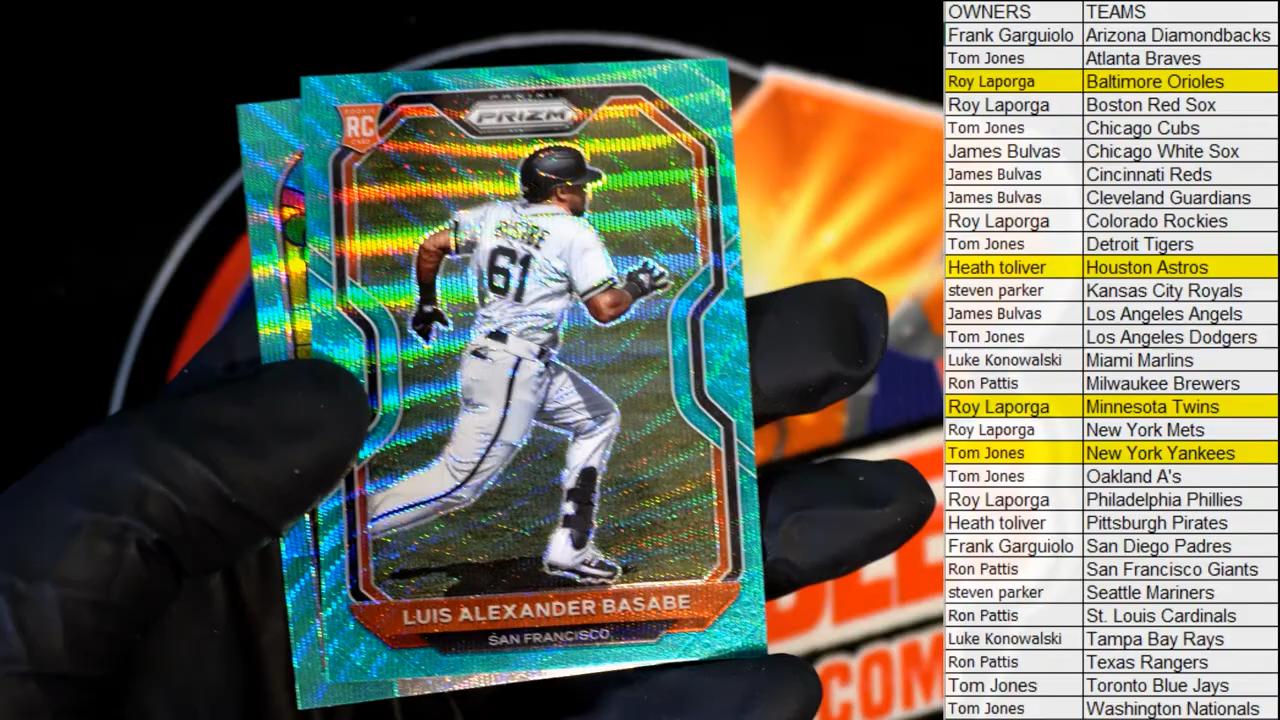 PANINI
PRIZM
ROOKIE
RC
CARD
BASABE
61
LUIS ALEXANDER BASABE
SAN FRANCISCO
COM
OWNERS TEAMS
Frank Garguiolo Arizona Diamondbacks
Tom Jones Atlanta Braves
Roy Laporga Baltimore Orioles
Roy Laporga Boston Red Sox
Tom Jones Chicago Cubs
James Bulvas Chicago White Sox
James Bulvas Cincinnati Reds
James Bulvas Cleveland Guardians
Roy Laporga Colorado Rockies
Tom Jones Detroit Tigers
Heath toliver Houston Astros
steven parker Kansas City Royals
James Bulvas Los Angeles Angels
Tom Jones Los Angeles Dodgers
Luke Konowalski Miami Marlins
Ron Pattis Milwaukee Brewers
Roy Laporga Minnesota Twins
Roy Laporga New York Mets
Tom Jones New York Yankees
Tom Jones Oakland A's
Roy Laporga Philadelphia Phillies
Heath toliver Pittsburgh Pirates
Frank Garguiolo San Diego Padres
Ron Pattis San Francisco Giants
steven parker Seattle Mariners
Ron Pattis St. Louis Cardinals
Luke Konowalski Tampa Bay Rays
Ron Pattis Texas Rangers
Tom Jones Toronto Blue Jays
Tom Jones Washington Nationals